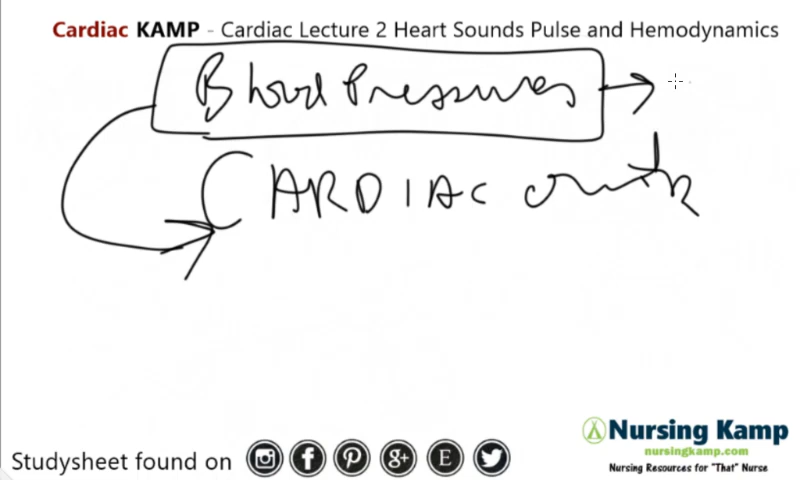 Cardiac KAMP - Cardiac Lecture 2 Heart Sounds Pulse and Hemodynamics
Blood Pressures
CARDIAC
Nursing Kamp
nursingkamp.com
Nursing Resources for "That" Nurse
Studysheet found on